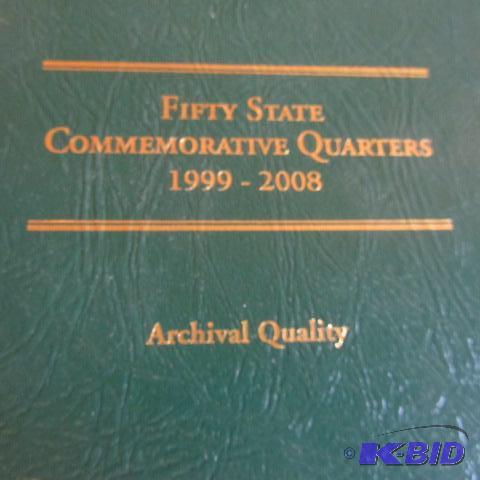 FIFTY STATE
COMMEMORATIVE QUARTERS
1999 - 2008
Archival Quality
© K-BID